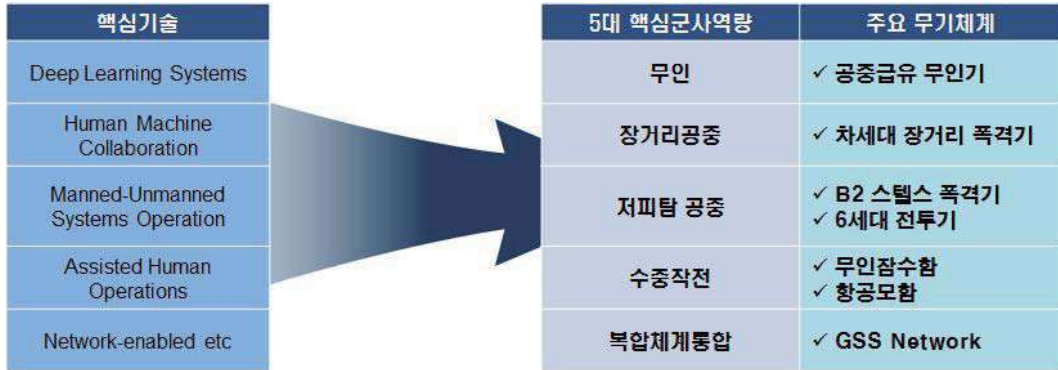 핵심기술
Deep Learning Systems
Human Machine
Collaboration
Manned-Unmanned
Systems Operation
Assisted Human
Operations
Network-enabled etc
5대 핵심군사역량
주요 무기체계
무인
✓ 공중급유 무인기
장거리공중
✓ 차세대 장거리 폭격기
저피탐 공중
✓ B2 스텔스 폭격기
✓ 6세대 전투기
수중작전
✓ 무인잠수함
✓ 항공모함
복합체계통합
✓ GSS Network